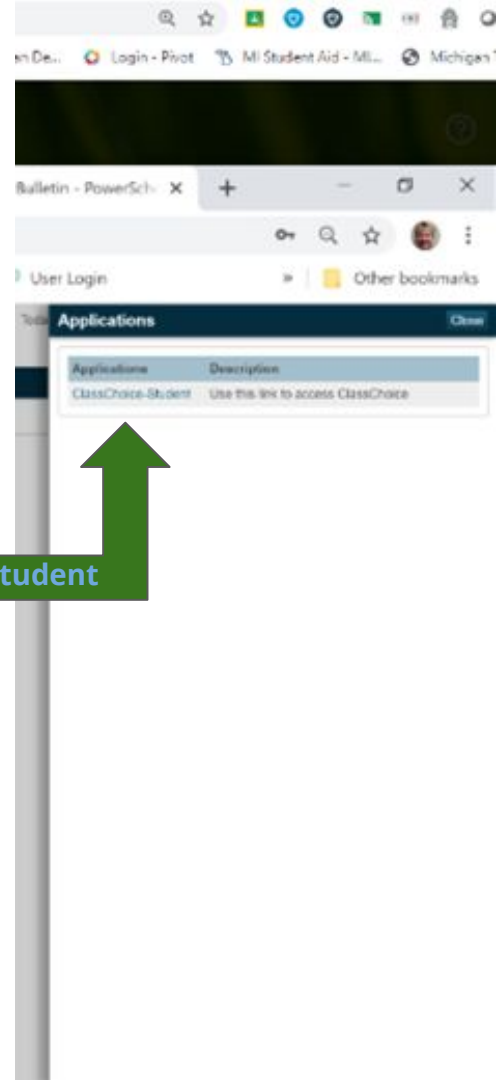 Login - Pivot MI Student Aid - MI... Michigan
Bulletin - PowerSch
User Login » Other bookmarks
Applications Close
Applications Description
ClassChoice-Student Use this link to access ClassChoice
tudent